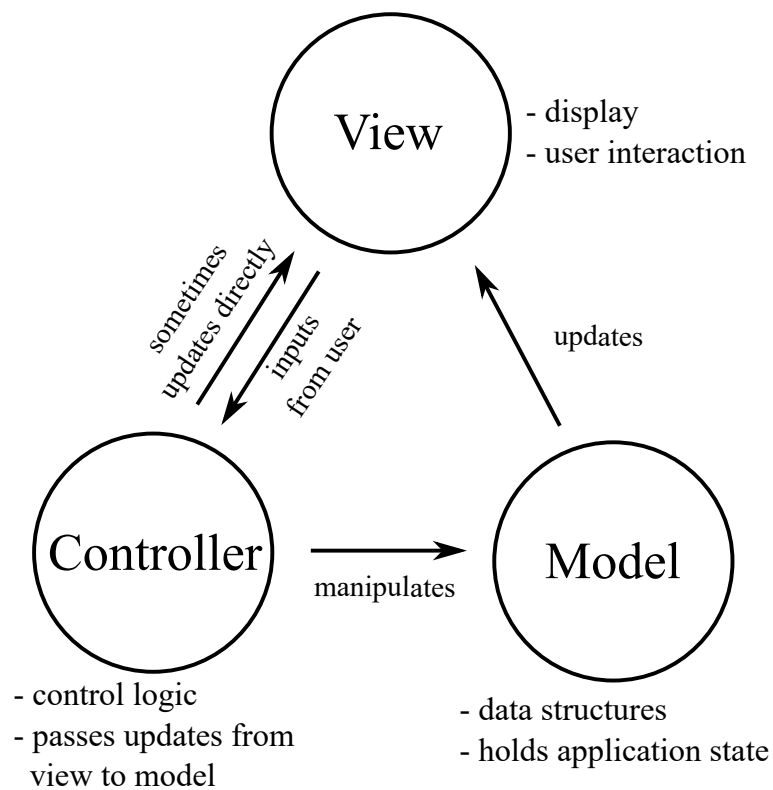 View
- display
- user interaction
sometimes
updates directly
inputs
from user
updates
Controller
manipulates
Model
- control logic
- passes updates from
view to model
- data structures
- holds application state